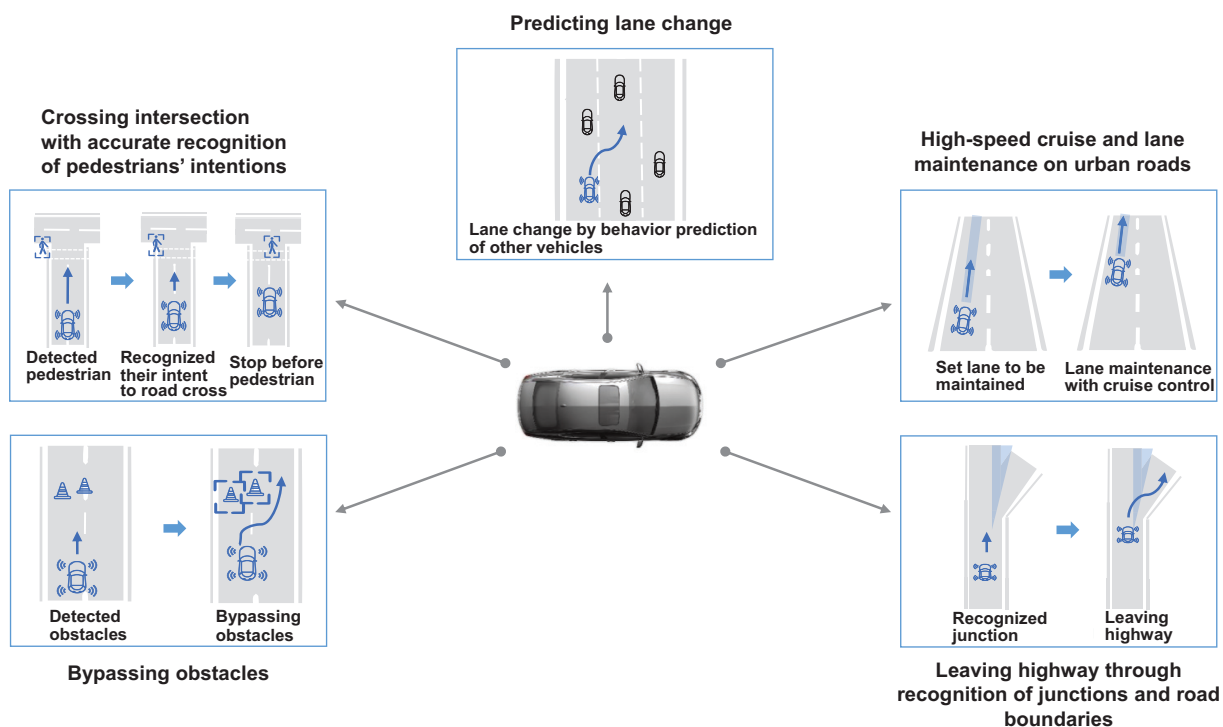 Predicting lane change
Lane change by behavior prediction
of other vehicles
Crossing intersection
with accurate recognition
of pedestrians’ intentions
Detected
pedestrian
Recognized
their intent
to road cross
Stop before
pedestrian
High-speed cruise and lane
maintenance on urban roads
Set lane to be
maintained
Lane maintenance
with cruise control
Detected
obstacles
Bypassing
obstacles
Bypassing obstacles
Recognized
junction
Leaving
highway
Leaving highway through
recognition of junctions and road
boundaries